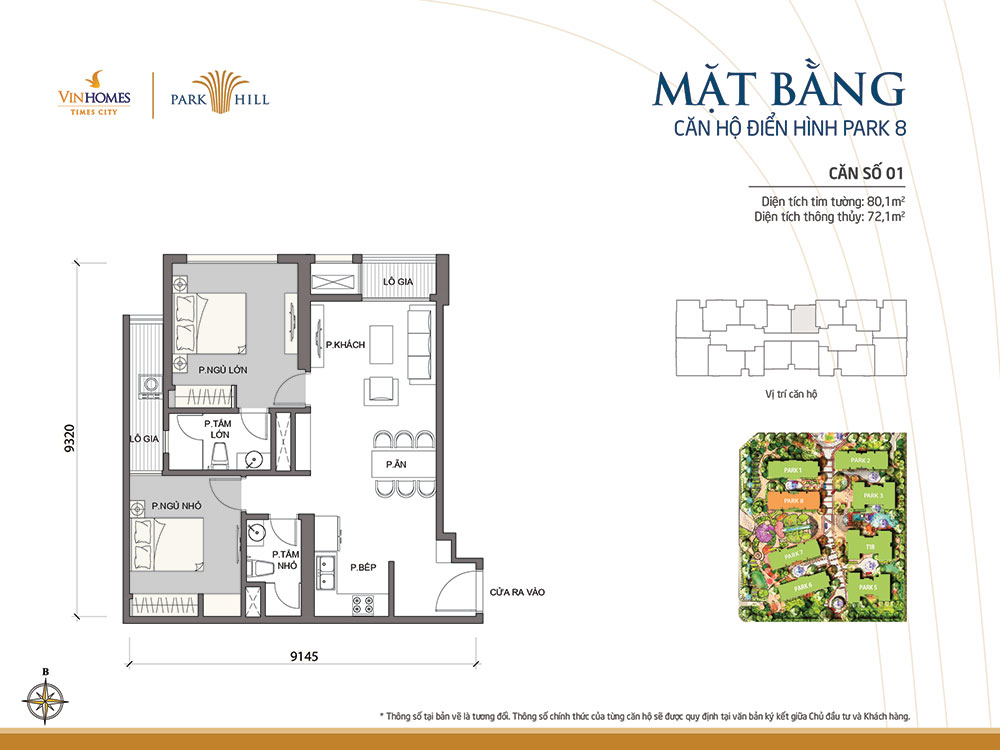 VINHOMES
TIMES CITY
PARK HILL
MẶT BẰNG
CĂN HỘ ĐIỂN HÌNH PARK 8
CĂN SỐ 01
Diện tích tim tường: 80,1m²
Diện tích thông thủy: 72,1m²
LÔ GIA
P.KHÁCH
P.NGỦ LỚN
P.TẮM
LỚN
LÔ GIA
P.ĂN
9320
P.NGỦ NHỎ
P.TẮM
NHỎ
P.BẾP
CỬA RA VÀO
9145
Vị trí căn hộ
PARK 1
PARK 2
PARK 8
PARK 3
PARK 7
T18
PARK 6
PARK 5
B
* Thông số tại bản vẽ là tương đối. Thông số chính thức của từng căn hộ sẽ được quy định tại văn bản ký kết giữa Chủ đầu tư và Khách hàng.